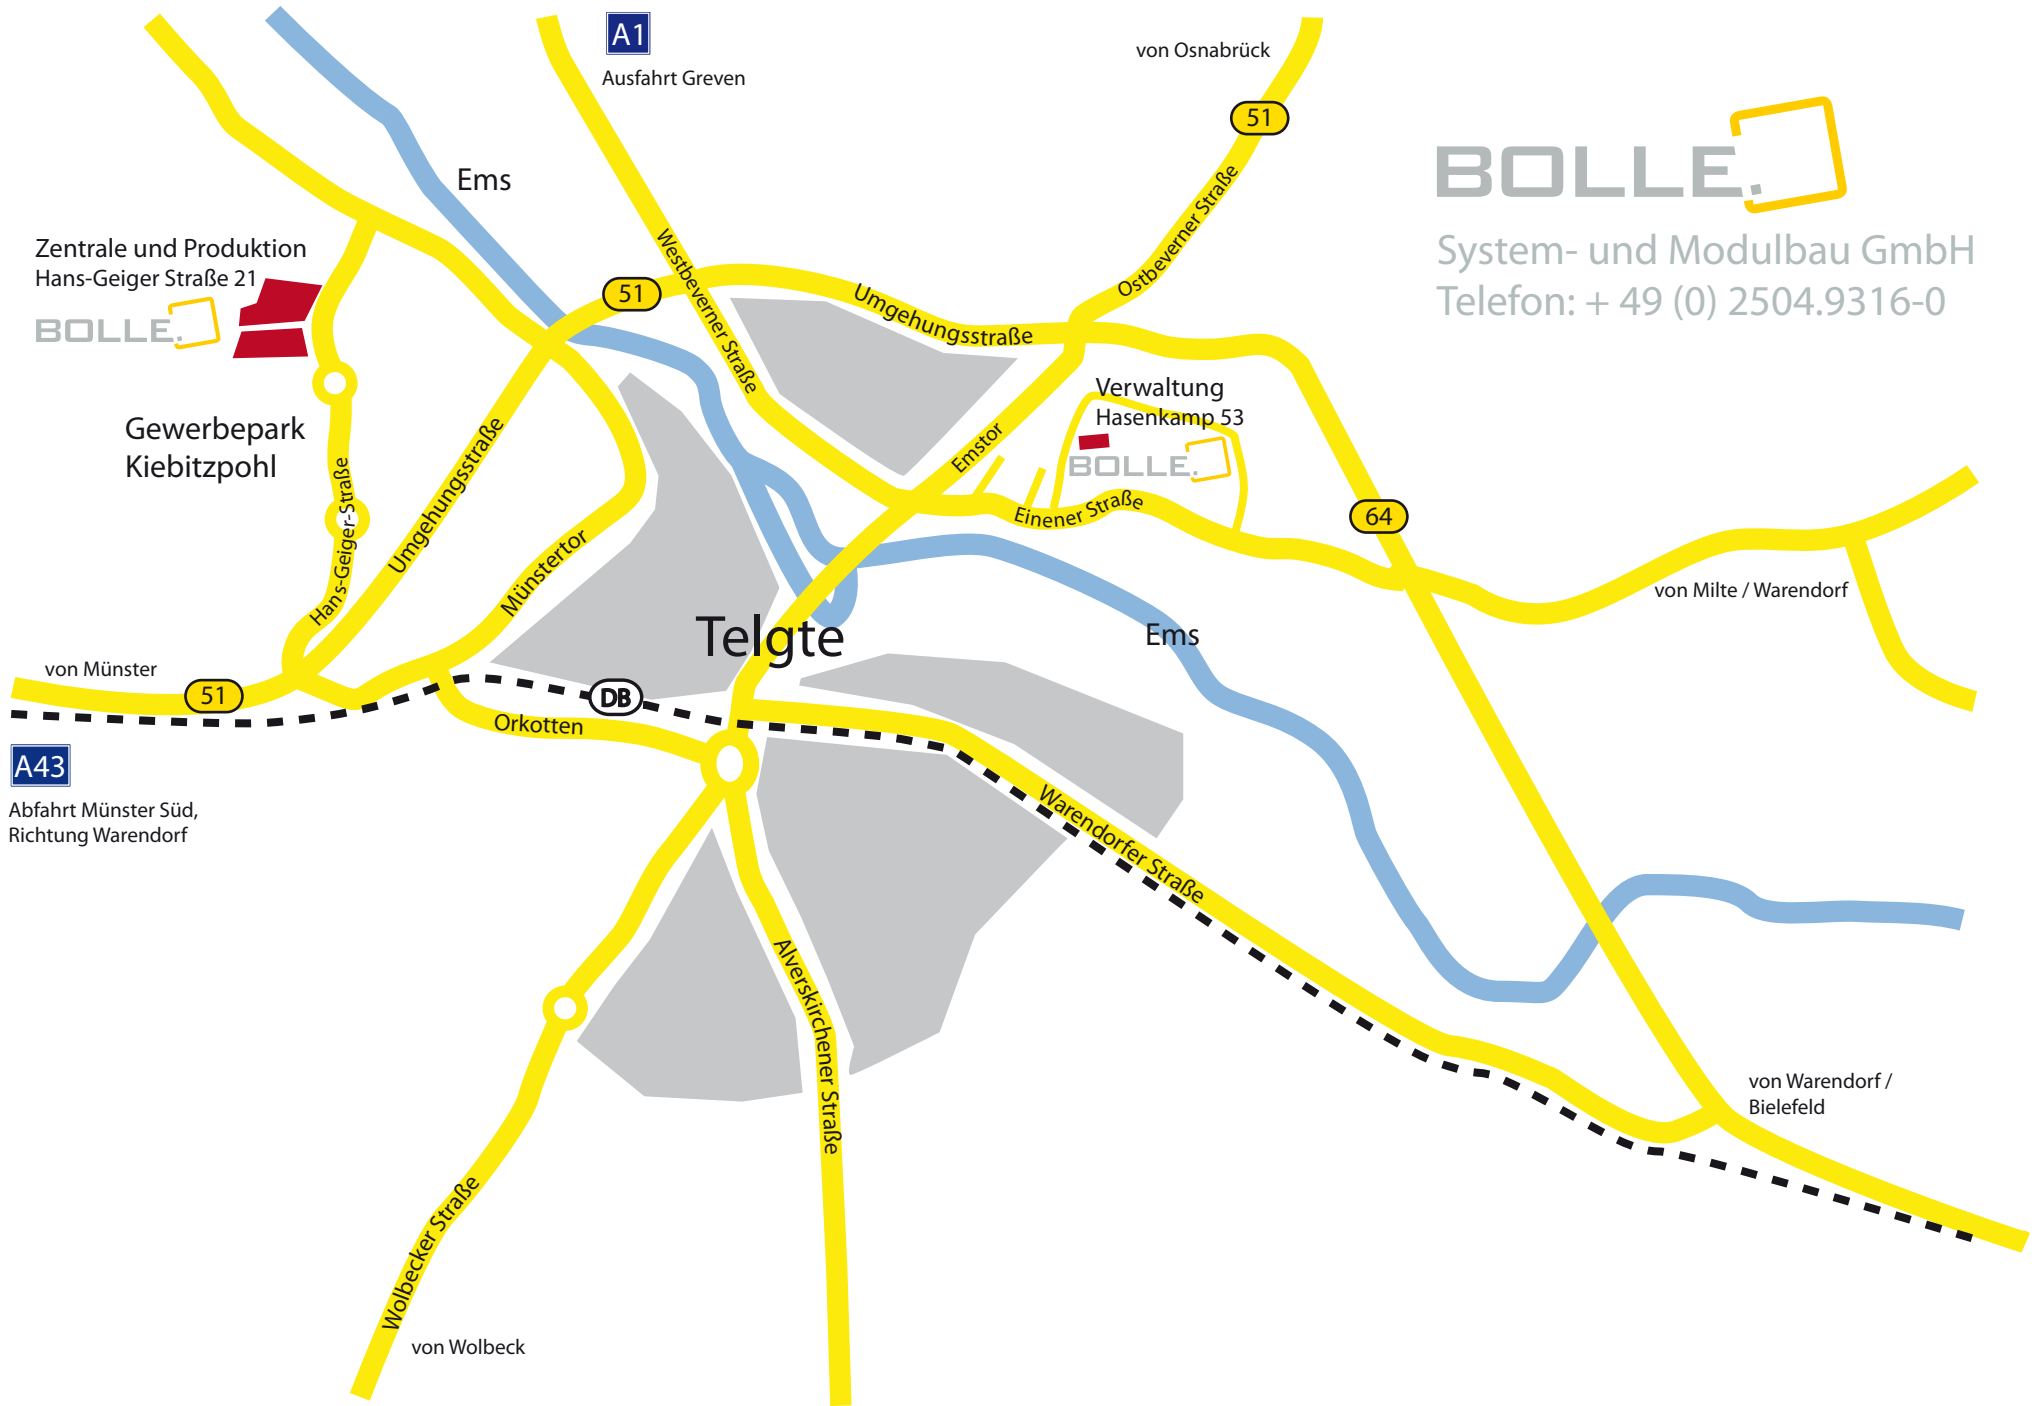 A1
Ausfahrt Greven
von Osnabrück
51
BOLLE.
System- und Modulbau GmbH
Telefon: + 49 (0) 2504.9316-0
Ems
Zentrale und Produktion
Hans-Geiger Straße 21
BOLLE.
Westbeverner Straße
51
Umgehungsstraße
Ostbeverner Straße
Verwaltung
Hasenkamp 53
BOLLE.
Gewerbepark
Kiebitzpohl
Hans-Geiger-Straße
Umgehungsstraße
Münstertor
Emstor
Einener Straße
64
von Milte / Warendorf
Telgte
Ems
von Münster
51
DB
Orkotten
A43
Abfahrt Münster Süd,
Richtung Warendorf
Warendorfer Straße
Alverskirchener Straße
von Warendorf /
Bielefeld
Wolbecker Straße
von Wolbeck